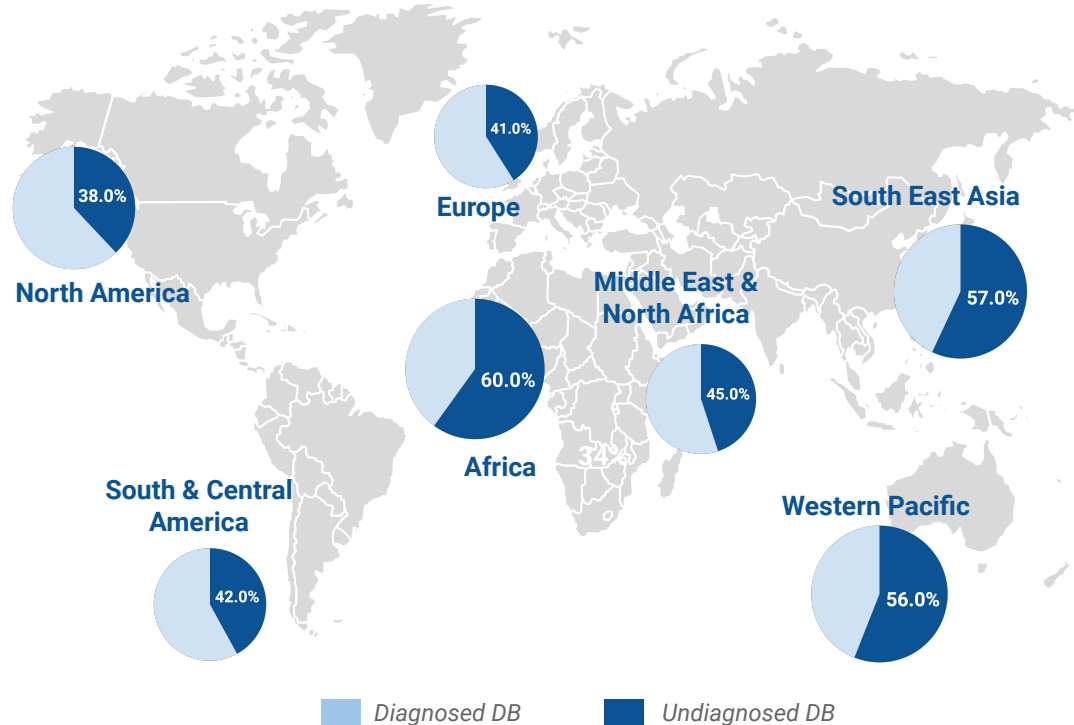 41.0%
38.0%
Europe
South East Asia
North America
Middle East &
North Africa
57.0%
60.0%
45.0%
34%
Africa
South & Central
America
Western Pacific
42.0%
56.0%
Diagnosed DB
Undiagnosed DB